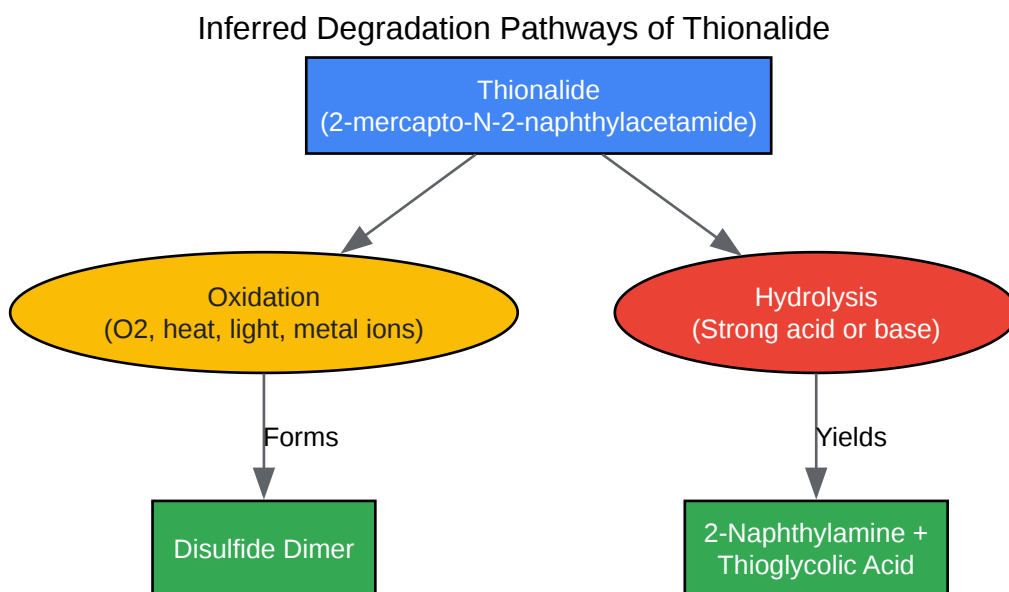 Inferred Degradation Pathways of Thionalide
Thionalide
(2-mercapto-N-2-naphthylacetamide)
Oxidation
(O2, heat, light, metal ions)
Hydrolysis
(Strong acid or base)
Forms
Yields
Disulfide Dimer
2-Naphthylamine +
Thioglycolic Acid